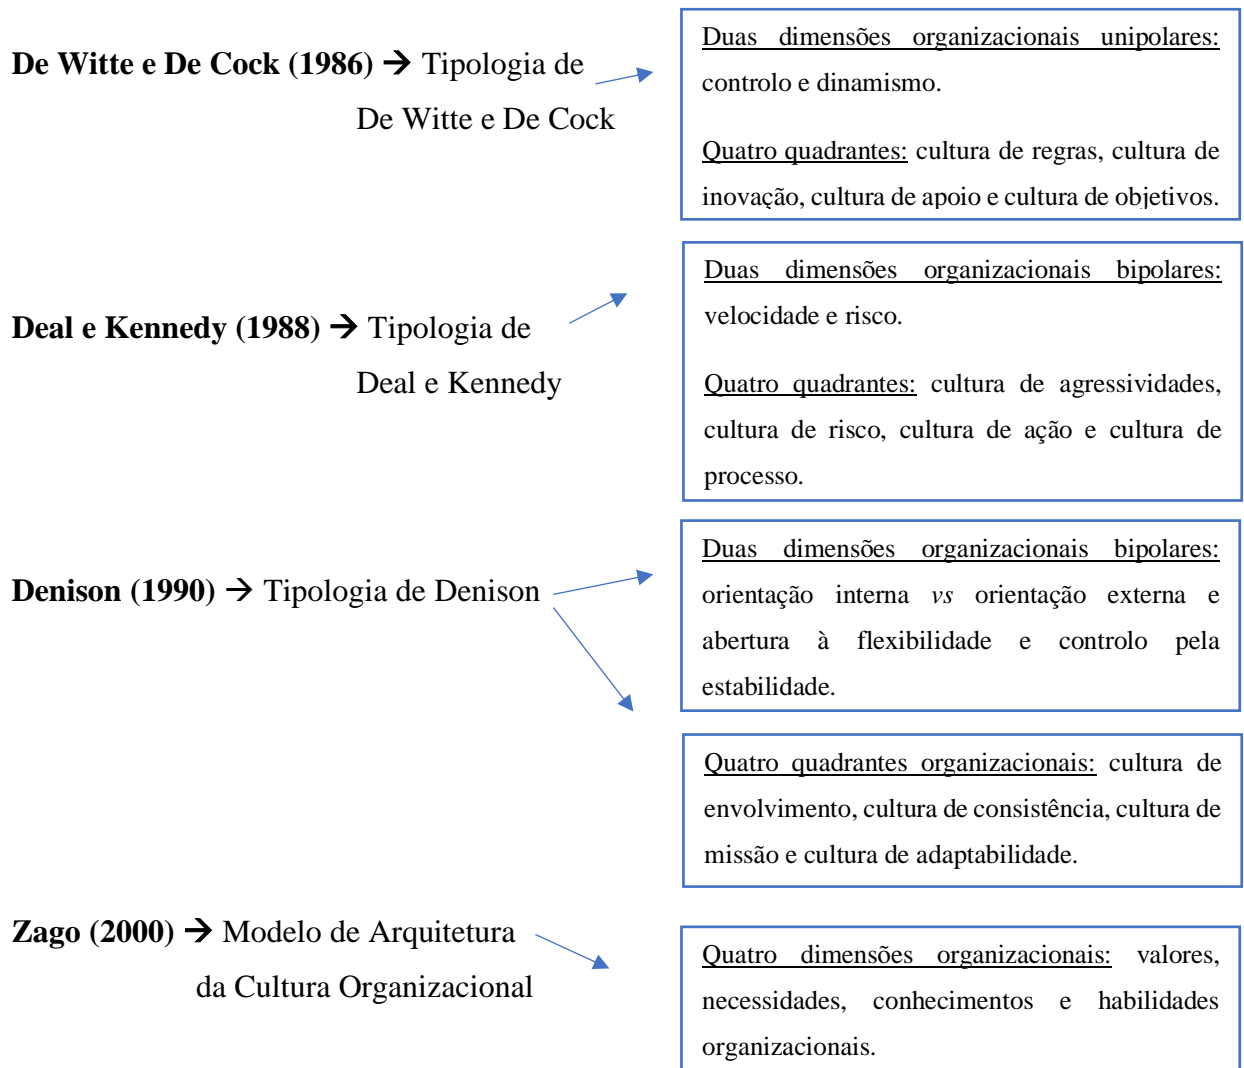 De Witte e De Cock (1986) → Tipologia de
De Witte e De Cock
Duas dimensões organizacionais unipolares:
controlo e dinamismo.
Quatro quadrantes: cultura de regras, cultura de
inovação, cultura de apoio e cultura de objetivos.
Deal e Kennedy (1988) → Tipologia de
Deal e Kennedy
Duas dimensões organizacionais bipolares:
velocidade e risco.
Quatro quadrantes: cultura de agressividades,
cultura de risco, cultura de ação e cultura de
processo.
Denison (1990) → Tipologia de Denison
Duas dimensões organizacionais bipolares:
orientação interna vs orientação externa e
abertura à flexibilidade e controlo pela
estabilidade.
Quatro quadrantes organizacionais: cultura de
envolvimento, cultura de consistência, cultura de
missão e cultura de adaptabilidade.
Zago (2000) → Modelo de Arquitetura
da Cultura Organizacional
Quatro dimensões organizacionais: valores,
necessidades, conhecimentos e habilidades
organizacionais.